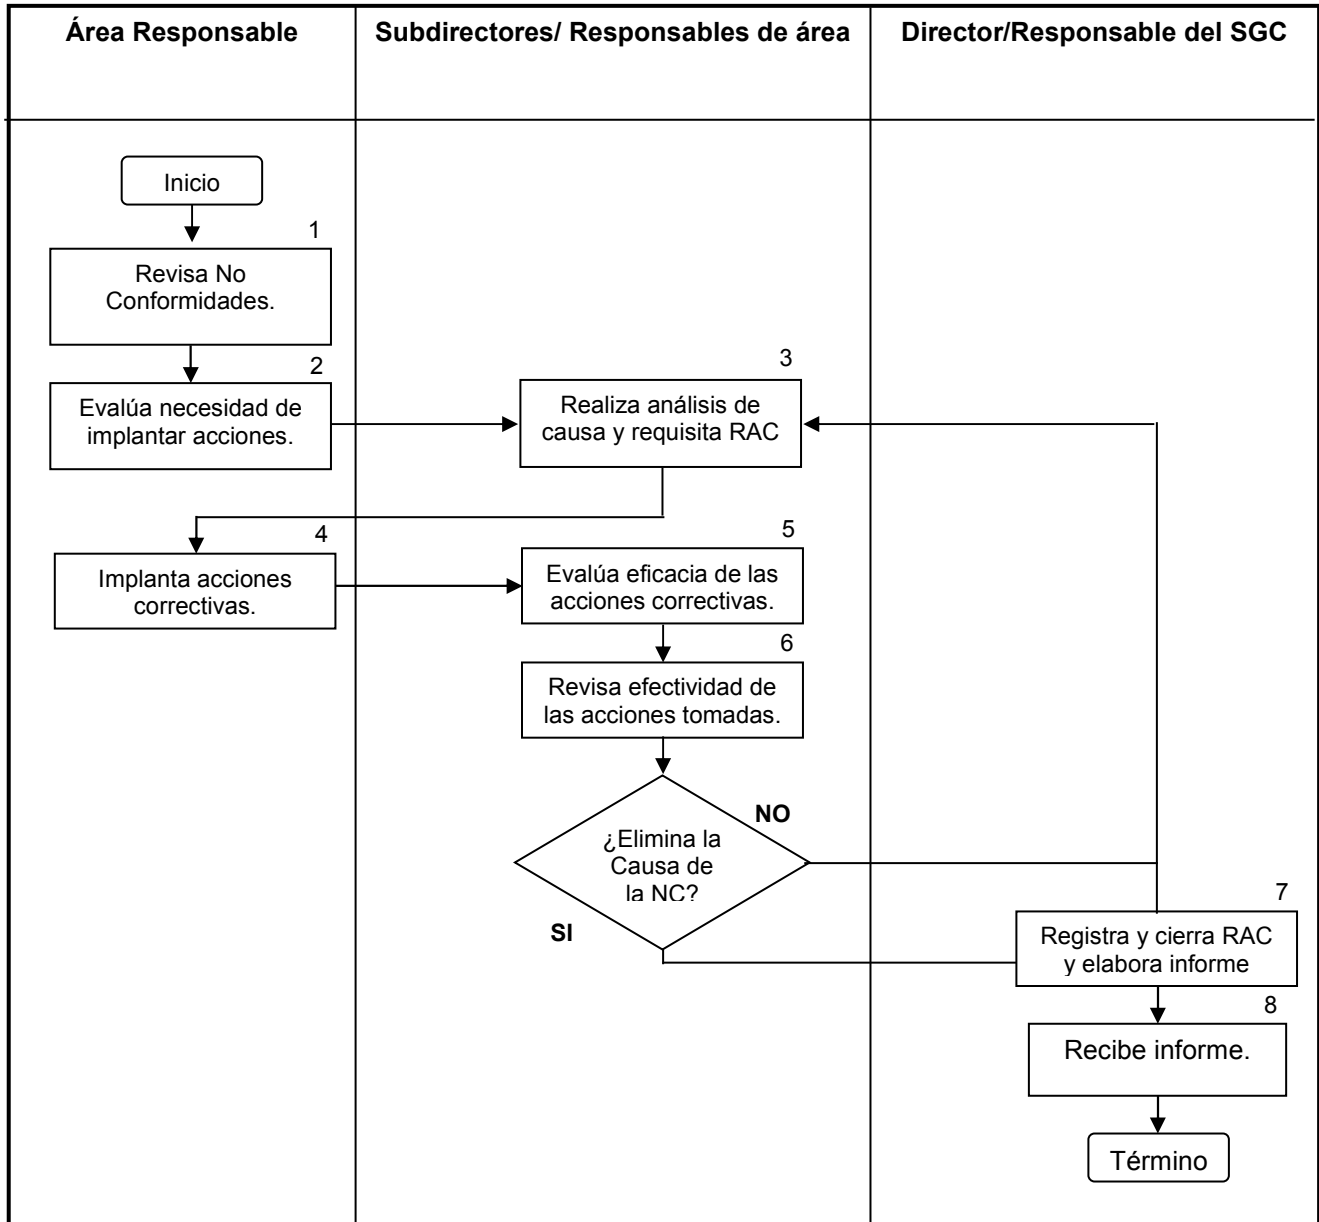 Área Responsable
Subdirectores/ Responsables de área
Director/Responsable del SGC
Inicio
1
Revisa No
Conformidades.
2
Evalúa necesidad de
implantar acciones.
3
Realiza análisis de
causa y requisita RAC
4
Implanta acciones
correctivas.
5
Evalúa eficacia de las
acciones correctivas.
6
Revisa efectividad de
las acciones tomadas.
NO
¿Elimina la
Causa de
la NC?
SI
7
Registra y cierra RAC
y elabora informe
8
Recibe informe.
Término